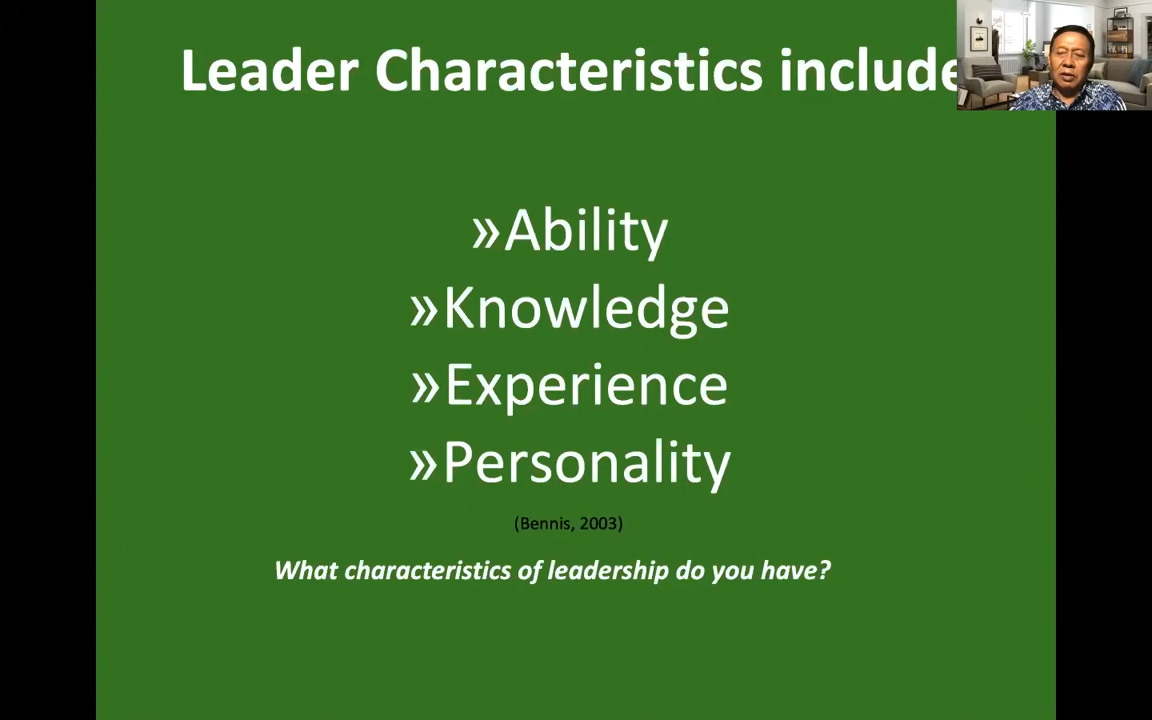 Leader Characteristics include
»Ability
»Knowledge
»Experience
»Personality
(Bennis, 2003)
What characteristics of leadership do you have?